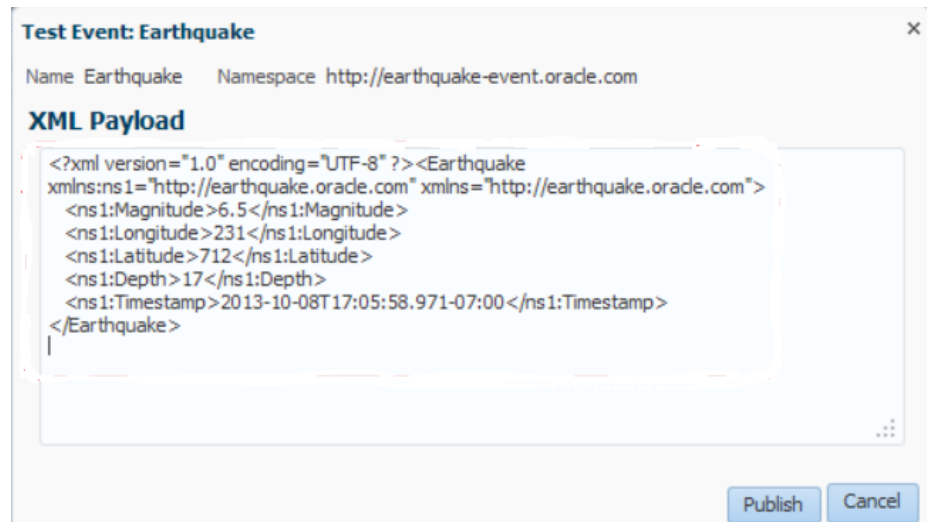 Test Event: Earthquake
Name Earthquake Namespace http://earthquake-event.oracle.com
XML Payload
<?xml version="1.0" encoding="UTF-8" ?><Earthquake
xmlns:ns1="http://earthquake.oracle.com" xmlns="http://earthquake.oracle.com">
<ns1:Magnitude>6.5</ns1:Magnitude>
<ns1:Longitude>231</ns1:Longitude>
<ns1:Latitude>712</ns1:Latitude>
<ns1:Depth>17</ns1:Depth>
<ns1:Timestamp>2013-10-08T17:05:58.971-07:00</ns1:Timestamp>
</Earthquake>
Publish Cancel